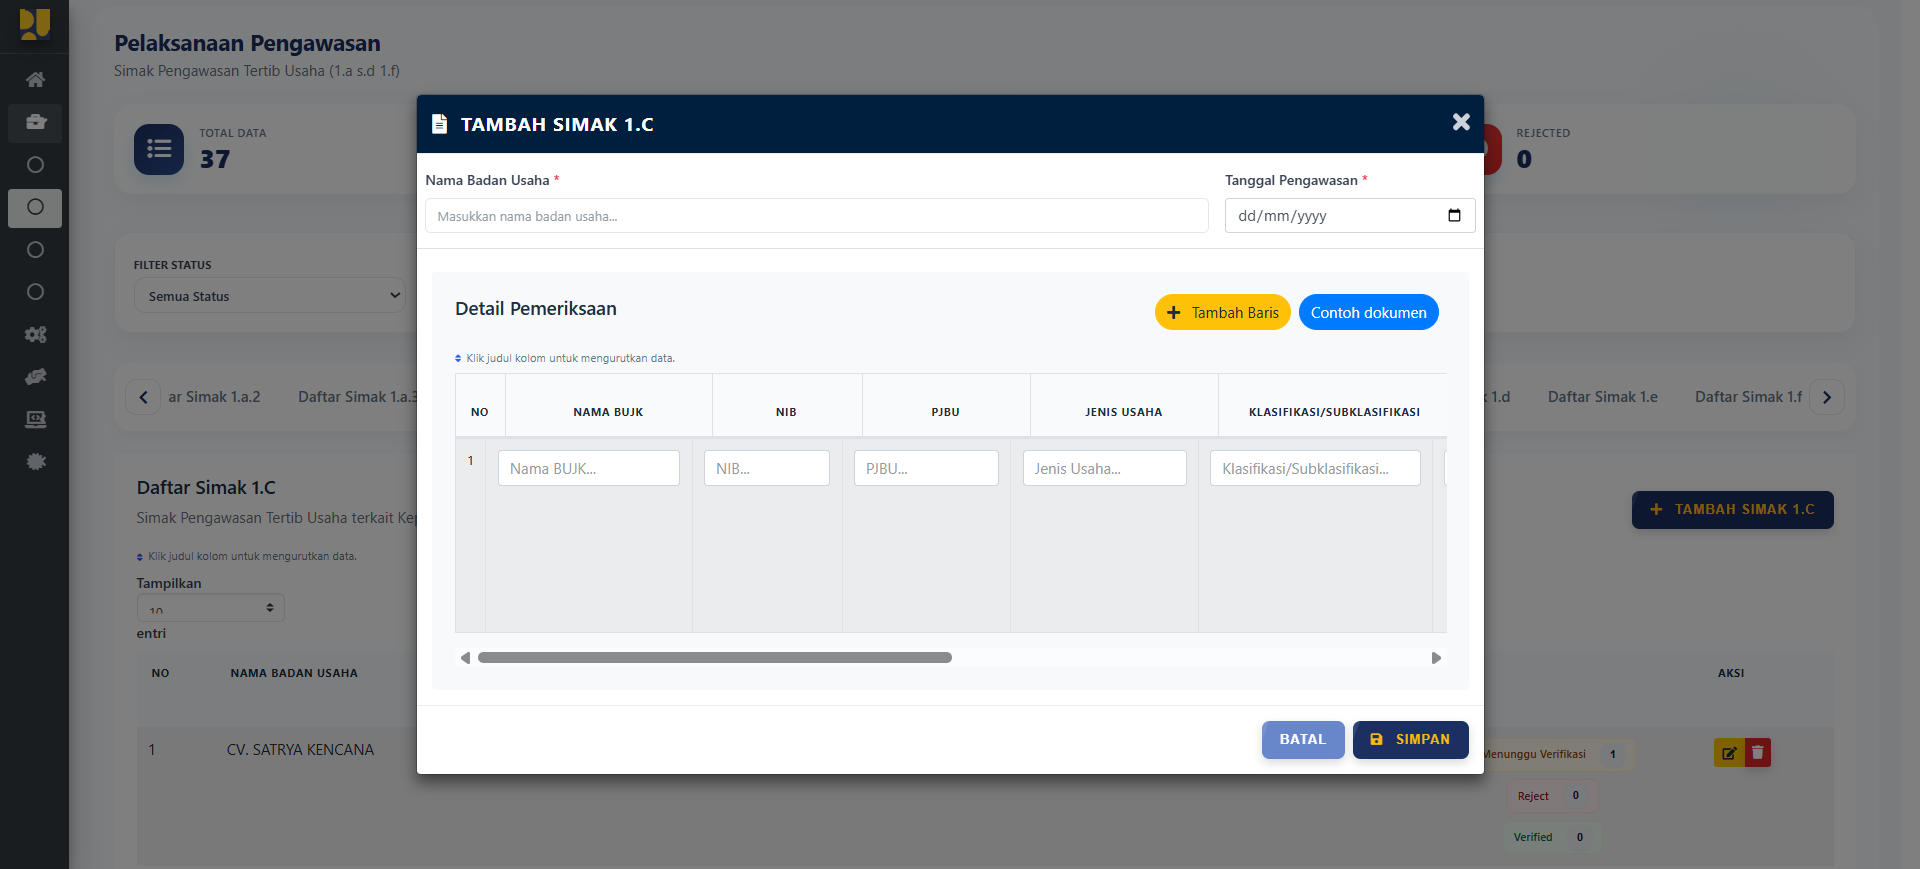 Pelaksanaan Pengawasan
Simak Pengawasan Tertib Usaha (1.a s.d 1.f)
TOTAL DATA
37
REJECTED
0
FILTER STATUS
Semua Status
ar Simak 1.a.2
Daftar Simak 1.a.3
1.d
Daftar Simak 1.e
Daftar Simak 1.f
Daftar Simak 1.C
Simak Pengawasan Tertib Usaha terkait Kep
TAMBAH SIMAK 1.C
Klik judul kolom untuk mengurutkan data.
Tampilkan
10
entri
NO
NAMA BADAN USAHA
AKSI
1
CV. SATRYA KENCANA
Menunggu Verifikasi 1
Reject 0
Verified 0
TAMBAH SIMAK 1.C
Nama Badan Usaha *
Masukkan nama badan usaha...
Tanggal Pengawasan *
dd/mm/yyyy
Detail Pemeriksaan
Tambah Baris
Contoh dokumen
Klik judul kolom untuk mengurutkan data.
NO
NAMA BUJK
NIB
PJBU
JENIS USAHA
KLASIFIKASI/SUBKLASIFIKASI
1
Nama BUJK...
NIB...
PJBU...
Jenis Usaha...
Klasifikasi/Subklasifikasi...
BATAL
SIMPAN